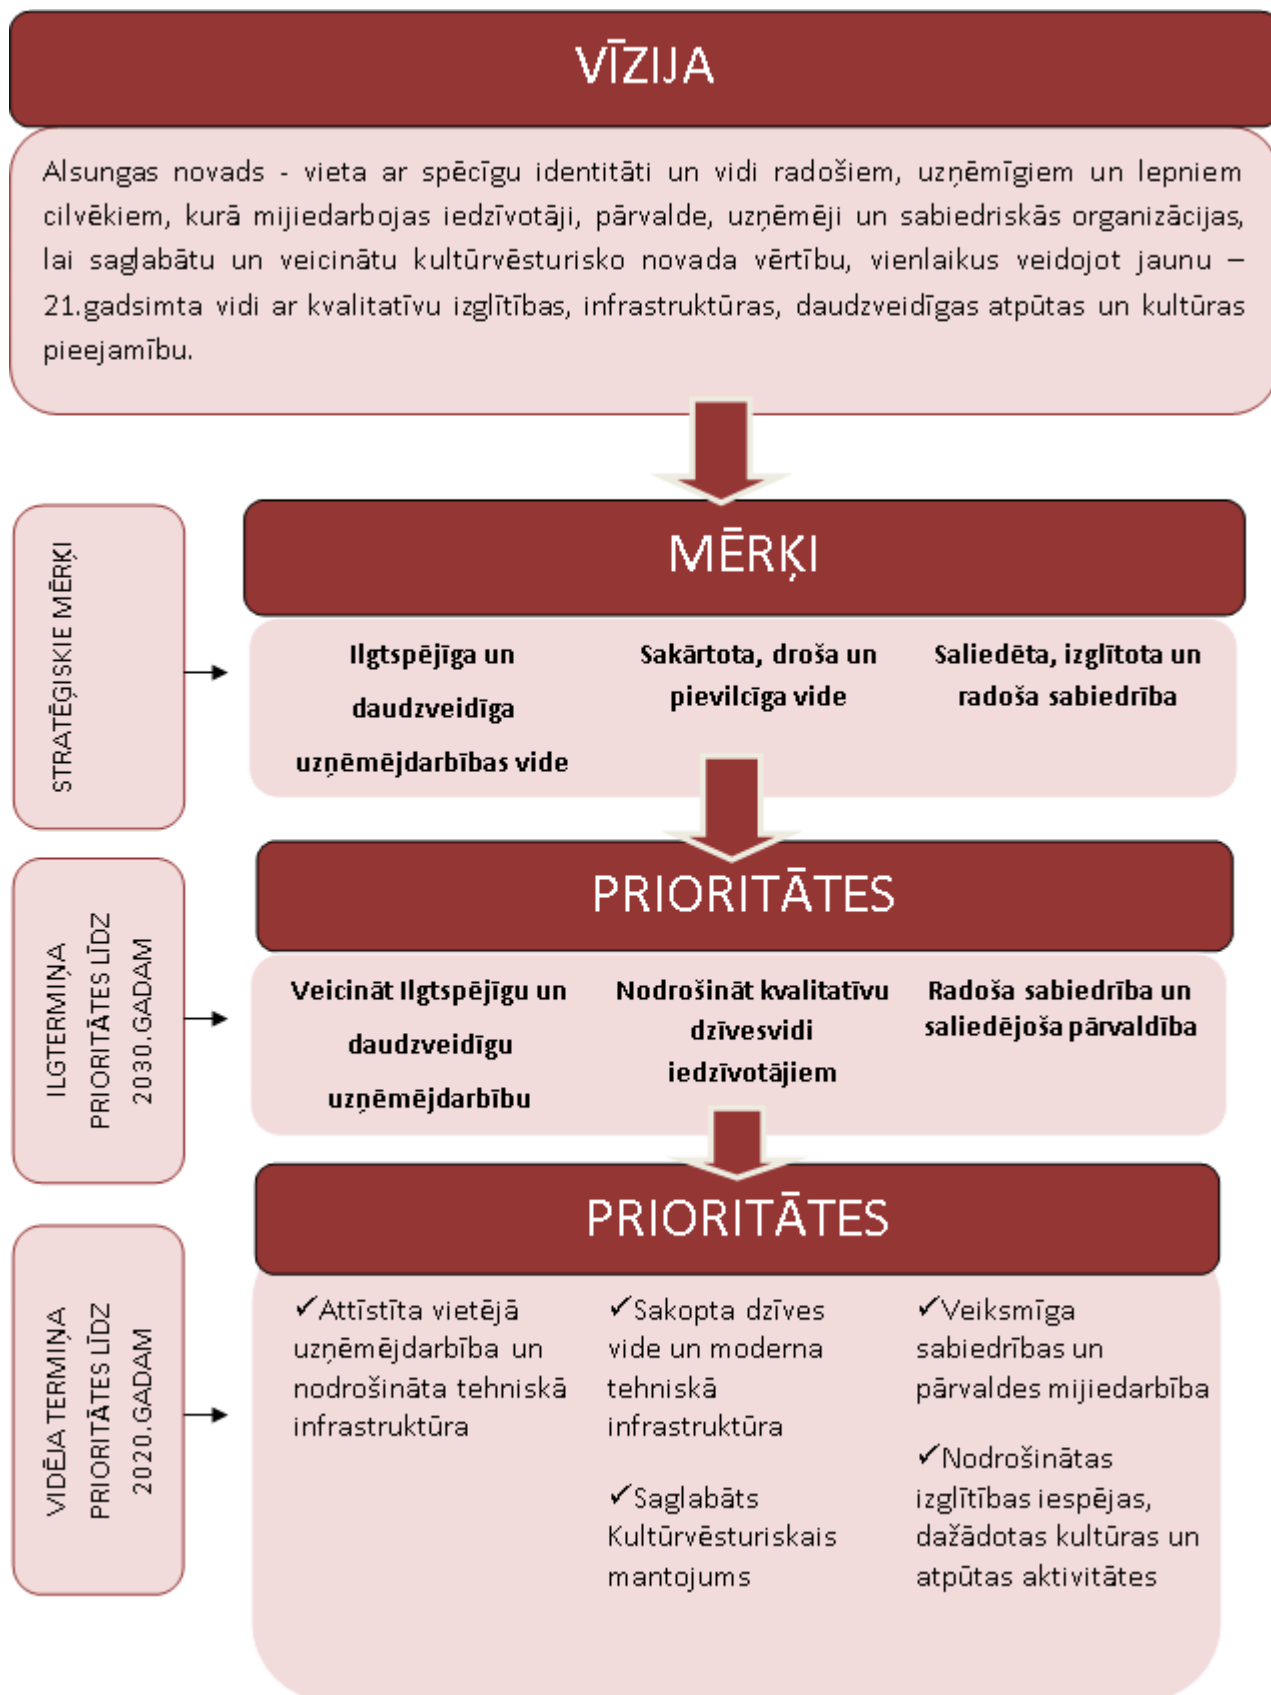 VĪZIJA
Alsungas novads - vieta ar spēcīgu identitāti un vidi radošiem, uzņēmīgiem un lepniem
cilvēkiem, kurā mijiedarbojas iedzīvotāji, pārvalde, uzņēmēji un sabiedriskās organizācijas,
lai saglabātu un veicinātu kultūrvēsturisko novada vērtību, vienlaikus veidojot jaunu –
21.gadsimta vidi ar kvalitatīvu izglītības, infrastruktūras, daudzveidīgas atpūtas un kultūras
pieejamību.
STRATĒĢISKIE MĒRĶI
MĒRĶI
Ilgtspējīga un
daudzveidīga
uzņēmējdarbības vide
Sakārtota, droša un
pievilcīga vide
Saliedēta, izglītota un
radoša sabiedrība
ILGTERMIŅA
PRIORITĀTES LĪDZ
2030.GADAM
PRIORITĀTES
Veicināt Ilgtspējīgu un
daudzveidīgu
uzņēmējdarbību
Nodrošināt kvalitatīvu
dzīvesvidi
iedzīvotājiem
Radoša sabiedrība un
saliedējoša pārvaldība
VIDĒJA TERMIŅA
PRIORITĀTES LĪDZ
2020.GADAM
PRIORITĀTES
✓Attīstīta vietējā
uzņēmējdarbība un
nodrošināta tehniskā
infrastruktūra
✓Sakopta dzīves
vide un moderna
tehniskā
infrastruktūra
✓Saglabāts
Kultūrvēsturiskais
mantojums
✓Veiksmīga
sabiedrības un
pārvaldes mijiedarbība
✓Nodrošinātas
izglītības iespējas,
dažādotas kultūras un
atpūtas aktivitātes